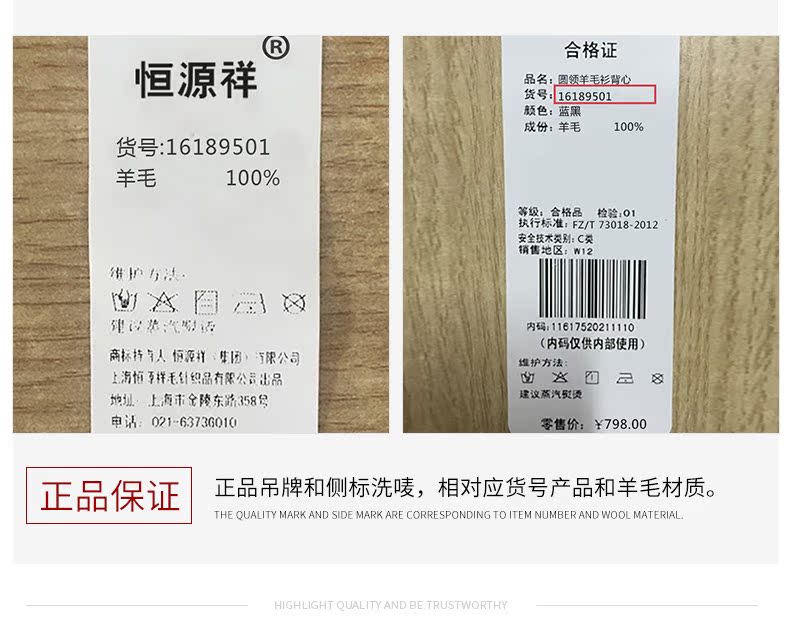 恒源祥®
货号:16189501
羊毛 100%
维护方法:
建议蒸汽熨烫
商标持有人 恒源祥(集团)有限公司
上海恒源祥毛针织品有限公司出品
地址: 上海市金陵东路358号
电话: 021-63736010
合格证
品名: 圆领羊毛衫背心
货号: 16189501
颜色: 蓝黑
成份: 羊毛 100%
等级: 合格品 检验:01
执行标准: FZ/T 73018-2012
安全技术类别: C类
销售地区: W12
内码:11617520211110
(内码仅供内部使用)
维护方法:
建议蒸汽熨烫
零售价: ¥798.00
正品保证
正品吊牌和侧标洗唛，相对应货号产品和羊毛材质。
THE QUALITY MARK AND SIDE MARK ARE CORRESPONDING TO ITEM NUMBER AND WOOL MATERIAL.
HIGHLIGHT QUALITY AND BE TRUSTWORTHY